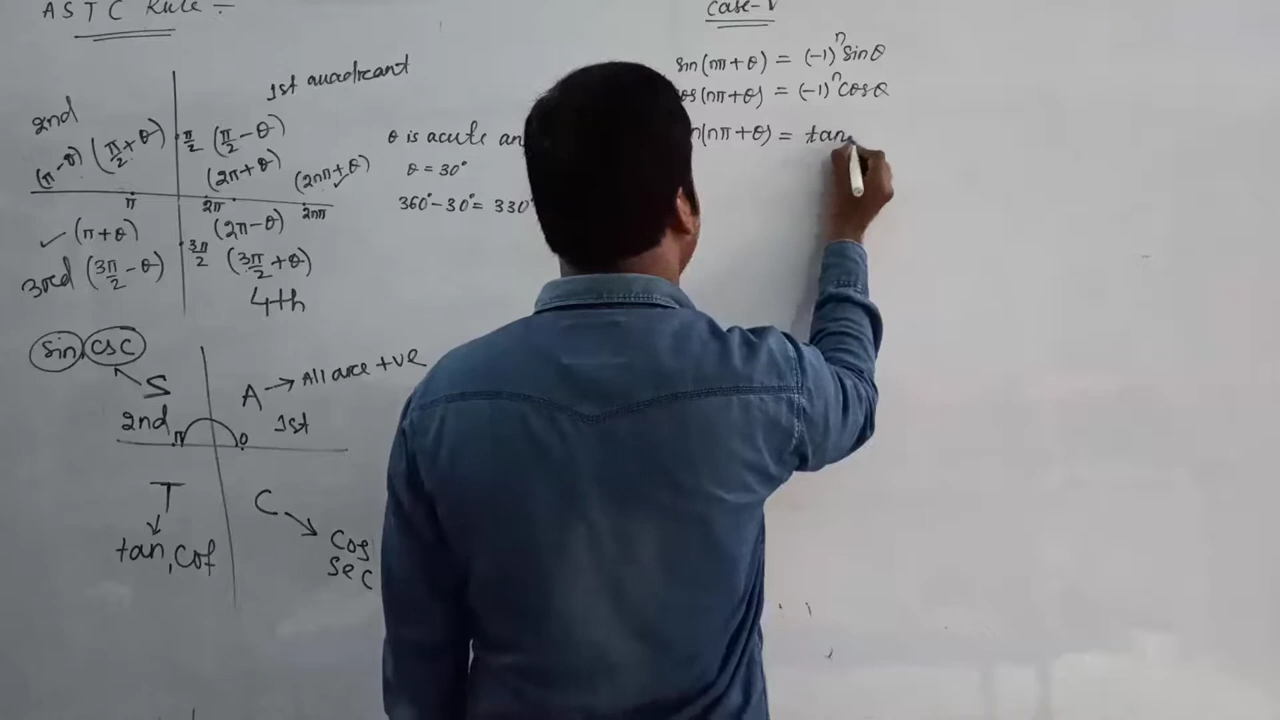 ASTC Rule :-
2nd
1st quadrant
(π-θ) (π/2+θ) π/2 (π/2-θ)
(2π+θ) (2nπ+θ)
π 2π 2nπ
(π+θ) (2π-θ)
3rd (3π/2-θ) 3π/2 (3π/2+θ)
4th
θ is acute an
θ = 30°
360°-30° = 330°
sin, csc
S A → All are +ve
2nd π 0 1st
T C
tan, cot cos
sec
Case-V
sin(nπ+θ) = (-1)ⁿ sinθ
os(nπ+θ) = (-1)ⁿ cosθ
n(nπ+θ) = tan